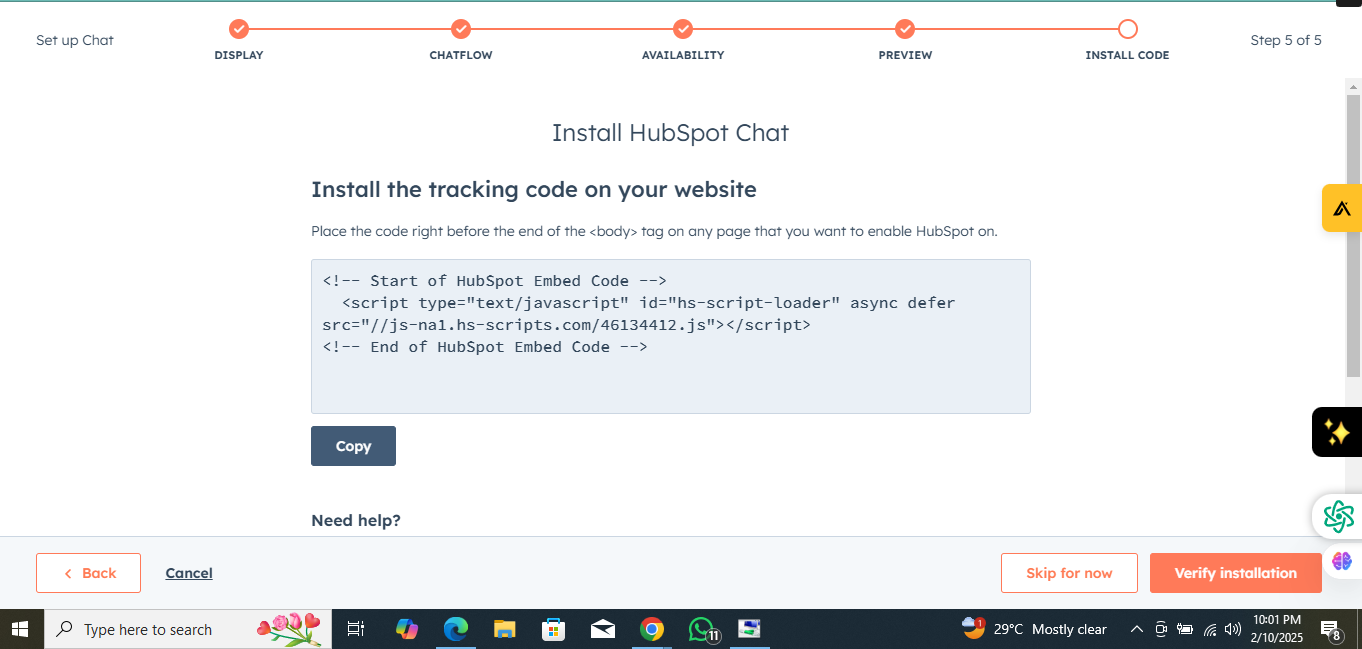 Set up Chat
DISPLAY
CHATFLOW
AVAILABILITY
PREVIEW
INSTALL CODE
Step 5 of 5
Install HubSpot Chat
Install the tracking code on your website
Place the code right before the end of the <body> tag on any page that you want to enable HubSpot on.
<!-- Start of HubSpot Embed Code -->
<script type="text/javascript" id="hs-script-loader" async defer
src="//js-na1.hs-scripts.com/46134412.js"></script>
<!-- End of HubSpot Embed Code -->
Copy
Need help?
Back
Cancel
Skip for now
Verify installation
Type here to search
11
1
29°C Mostly clear
10:01 PM
2/10/2025
8